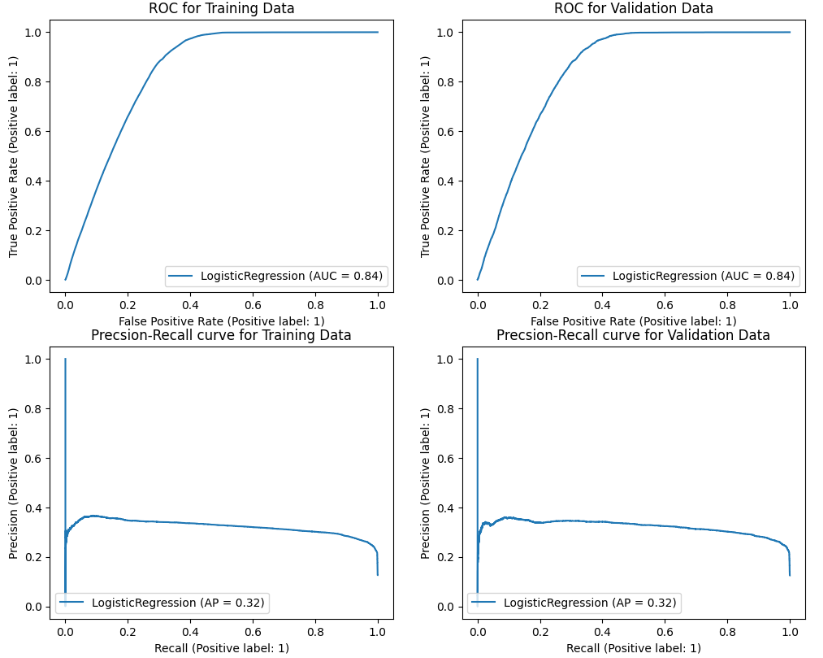 ROC for Training Data
True Positive Rate (Positive label: 1)
1.0
0.8
0.6
0.4
0.2
0.0
LogisticRegression (AUC = 0.84)
0.0 0.2 0.4 0.6 0.8 1.0
False Positive Rate (Positive label: 1)
ROC for Validation Data
True Positive Rate (Positive label: 1)
1.0
0.8
0.6
0.4
0.2
0.0
LogisticRegression (AUC = 0.84)
0.0 0.2 0.4 0.6 0.8 1.0
False Positive Rate (Positive label: 1)
Precsion-Recall curve for Training Data
Precision (Positive label: 1)
1.0
0.8
0.6
0.4
0.2
0.0
LogisticRegression (AP = 0.32)
0.0 0.2 0.4 0.6 0.8 1.0
Recall (Positive label: 1)
Precsion-Recall curve for Validation Data
Precision (Positive label: 1)
1.0
0.8
0.6
0.4
0.2
0.0
LogisticRegression (AP = 0.32)
0.0 0.2 0.4 0.6 0.8 1.0
Recall (Positive label: 1)